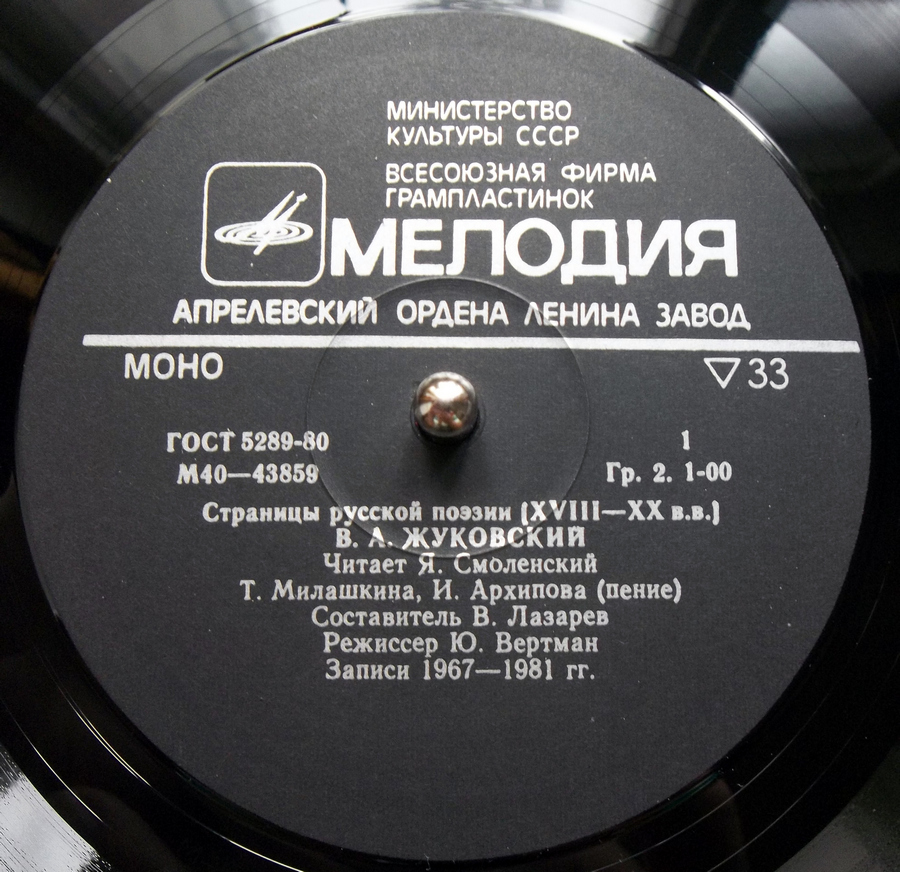 МИНИСТЕРСТВО
КУЛЬТУРЫ СССР
ВСЕСОЮЗНАЯ ФИРМА
ГРАМПЛАСТИНОК
МЕЛОДИЯ
АПРЕЛЕВСКИЙ ОРДЕНА ЛЕНИНА ЗАВОД
МОНО ▽33
ГОСТ 5289-80 1
М40—43859 Гр. 2. 1-00
Страницы русской поэзии (XVIII—XX в.в.)
В. А. ЖУКОВСКИЙ
Читает Я. Смоленский
Т. Милашкина, И. Архипова (пение)
Составитель В. Лазарев
Режиссер Ю. Вертман
Записи 1967—1981 гг.